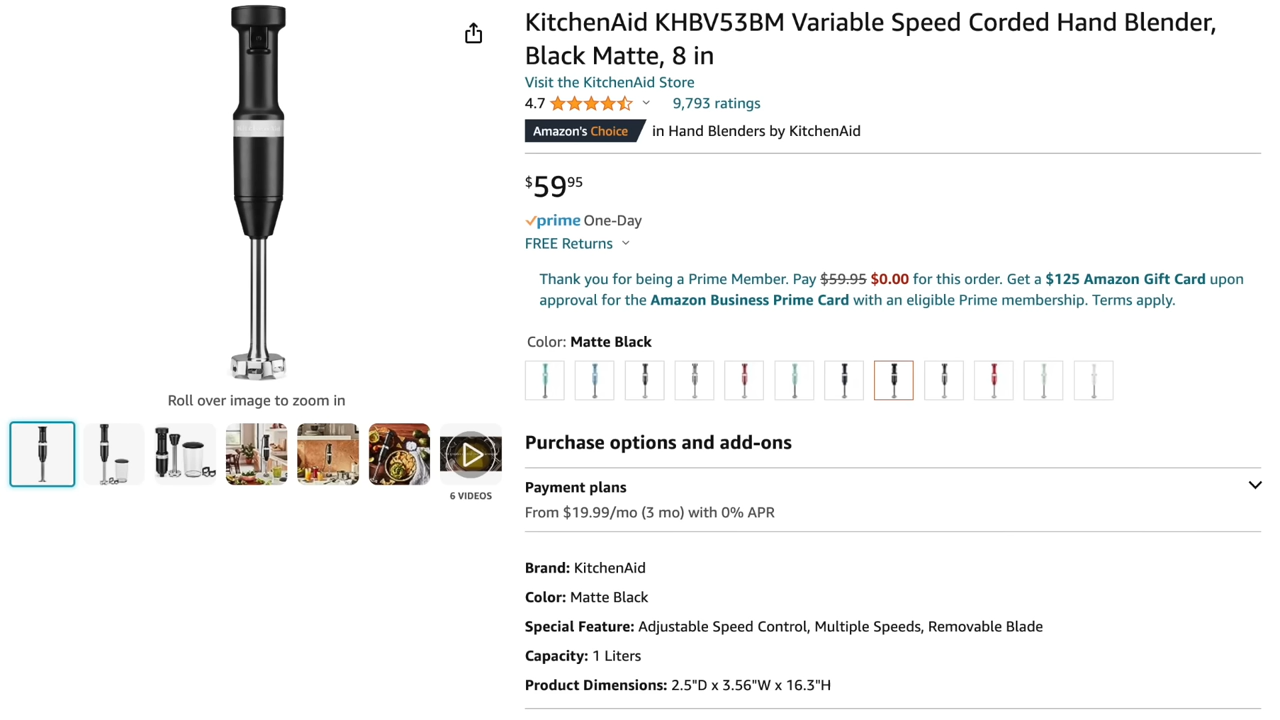 KitchenAid KHBV53BM Variable Speed Corded Hand Blender,
Black Matte, 8 in
Visit the KitchenAid Store
4.7 9,793 ratings
Amazon's Choice in Hand Blenders by KitchenAid
$59.95
prime One-Day
FREE Returns
Thank you for being a Prime Member. Pay $59.95 $0.00 for this order. Get a $125 Amazon Gift Card upon
approval for the Amazon Business Prime Card with an eligible Prime membership. Terms apply.
Color: Matte Black
Roll over image to zoom in
6 VIDEOS
Purchase options and add-ons
Payment plans
From $19.99/mo (3 mo) with 0% APR
Brand: KitchenAid
Color: Matte Black
Special Feature: Adjustable Speed Control, Multiple Speeds, Removable Blade
Capacity: 1 Liters
Product Dimensions: 2.5"D x 3.56"W x 16.3"H